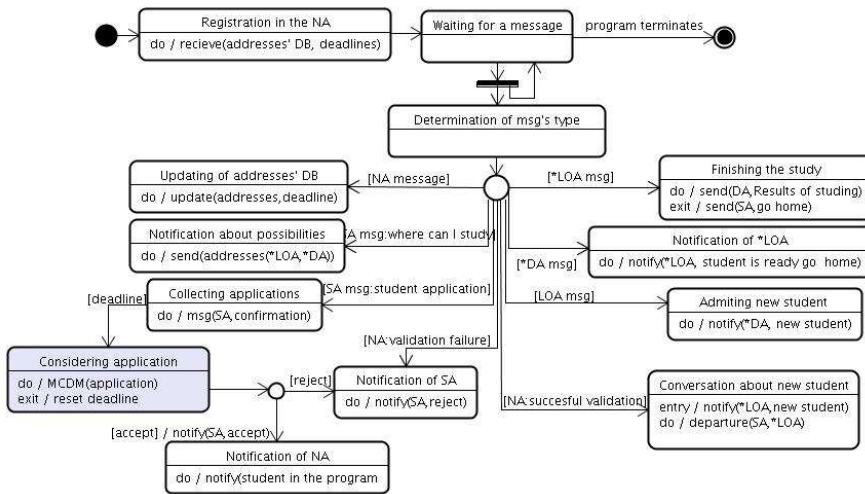 Registration in the NA
do / recieve(addresses' DB, deadlines)
Waiting for a message
program terminates
Determination of msg's type
Updating of addresses' DB
do / update(addresses,deadline)
[NA message]
[*LOA msg]
Finishing the study
do / send(DA,Results of studing)
exit / send(SA,go home)
Notification about possibilities
do / send(addresses(*LOA,*DA))
SA msg:where can I study
[*DA msg]
Notification of *LOA
do / notify(*LOA, student is ready go home)
[deadline]
Collecting applications
do / msg(SA,confirmation)
[SA msg:student application]
[LOA msg]
Admiting new student
do / notify(*DA, new student)
[NA:validation failure]
Considering application
do / MCDM(application)
exit / reset deadline
[reject]
Notification of SA
do / notify(SA,reject)
[NA:succesful validation]
Conversation about new student
entry / notify(*LOA,new student)
do / departure(SA,*LOA)
[accept] / notify(SA,accept)
Notification of NA
do / notify(student in the program